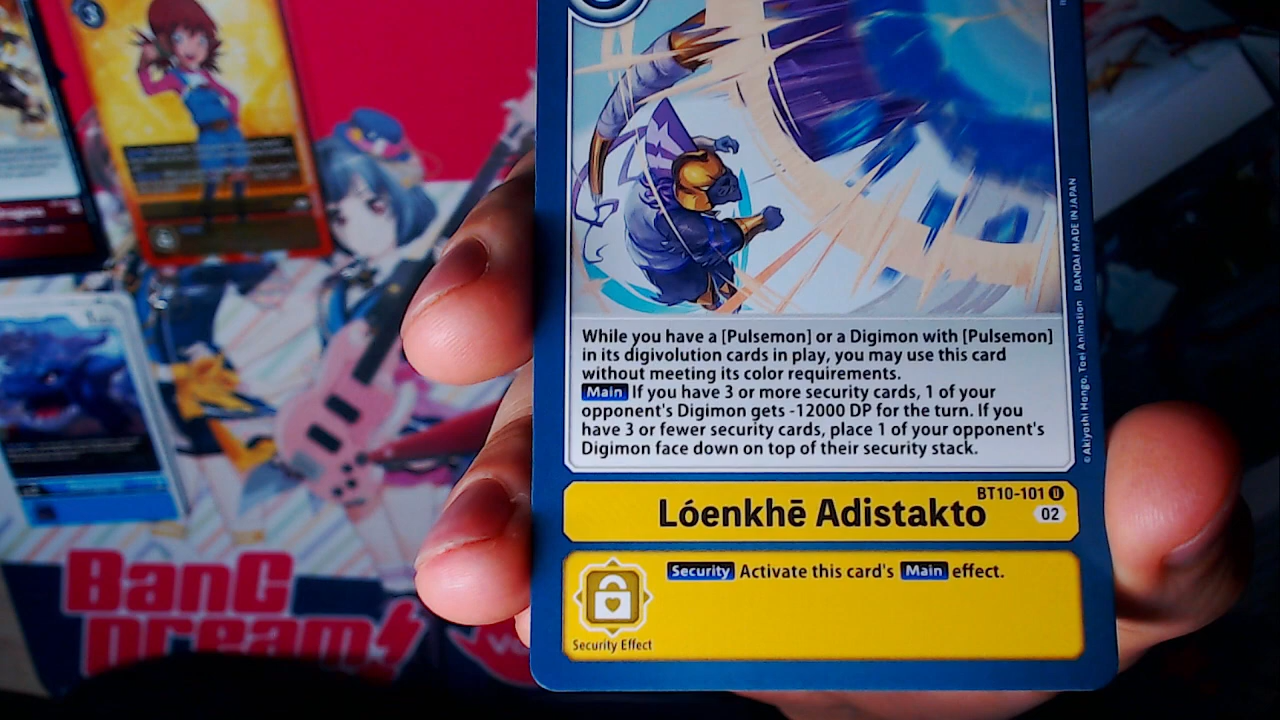 While you have a [Pulsemon] or a Digimon with [Pulsemon]
in its digivolution cards in play, you may use this card
without meeting its color requirements.
Main If you have 3 or more security cards, 1 of your
opponent's Digimon gets -12000 DP for the turn. If you
have 3 or fewer security cards, place 1 of your opponent's
Digimon face down on top of their security stack.
©Akiyoshi Hongo, Toei Animation BANDAI MADE IN JAPAN
BT10-101 U
Lóenkhē Adistakto
02
Security Activate this card's Main effect.
Security Effect
BanG
Dream!